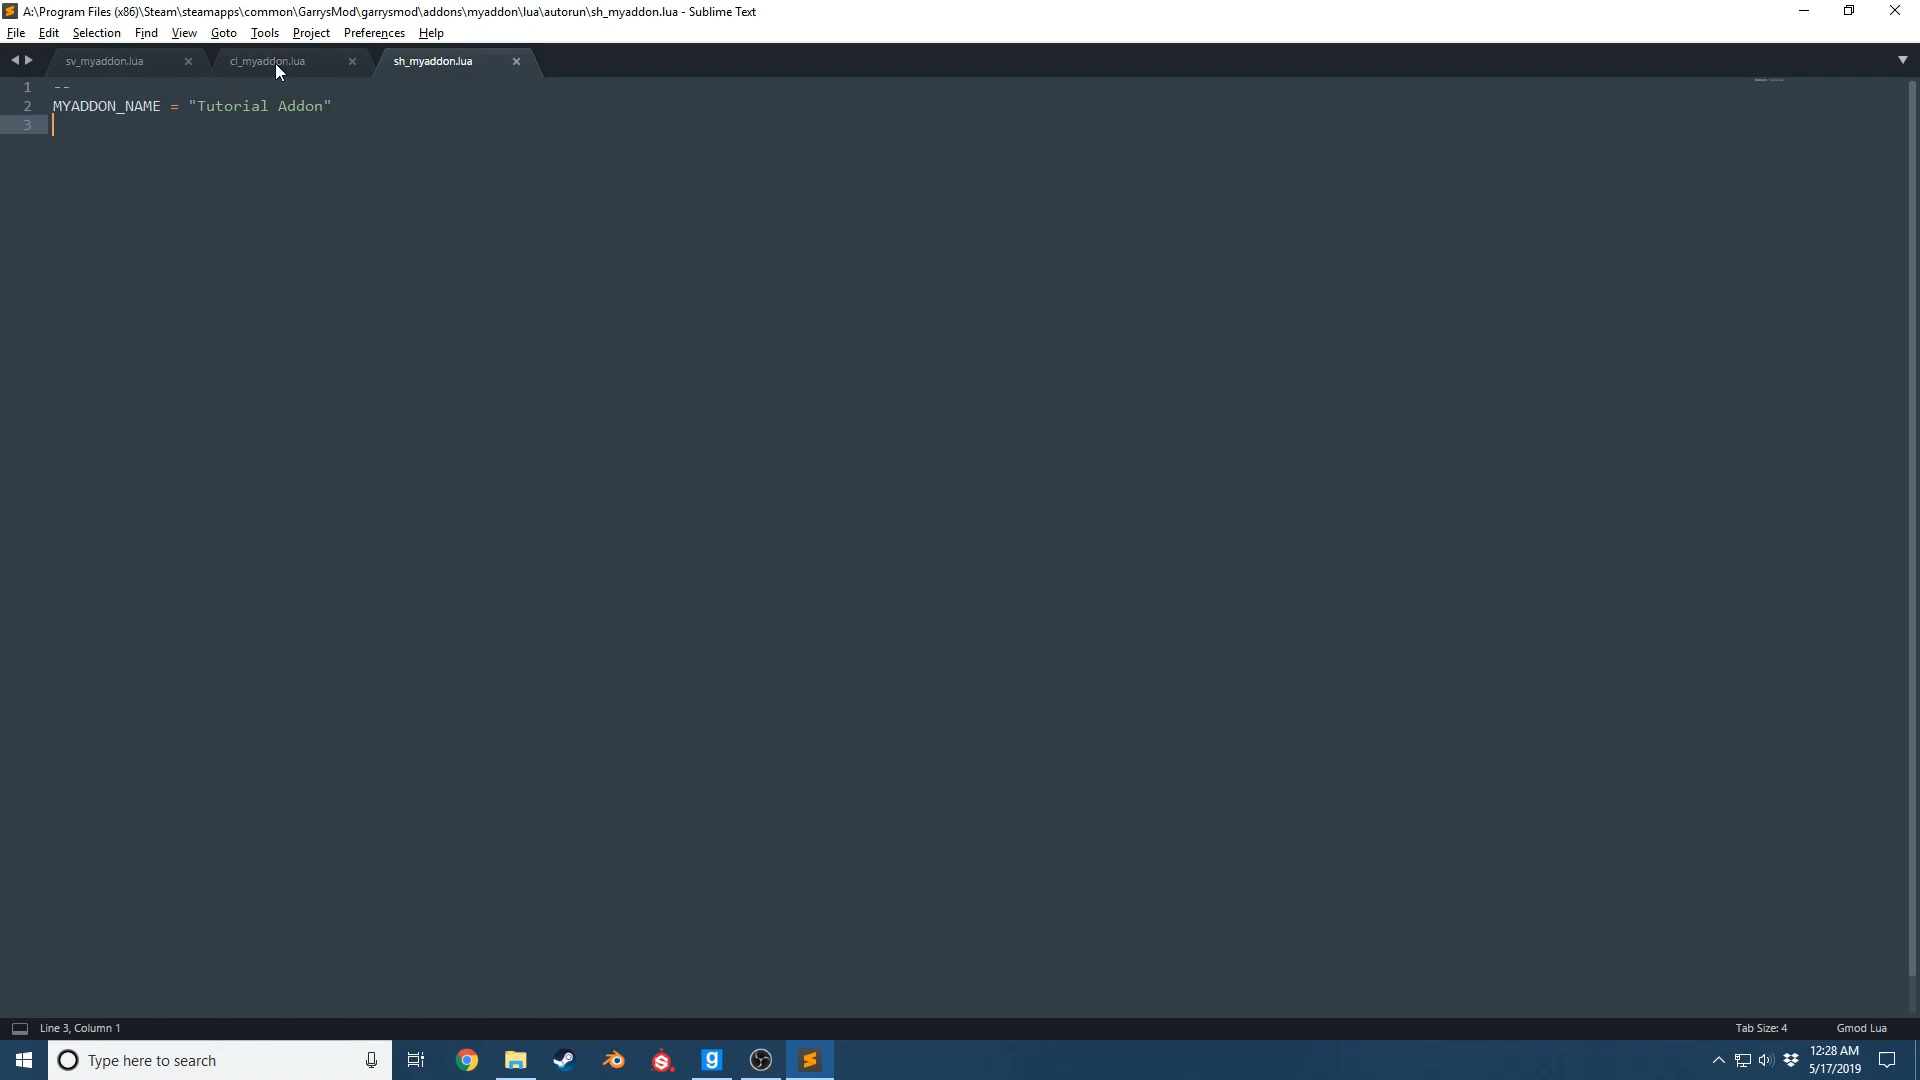 A:\Program Files (x86)\Steam\steamapps\common\GarrysMod\garrysmod\addons\myaddon\lua\autorun\sh_myaddon.lua - Sublime Text
File Edit Selection Find View Goto Tools Project Preferences Help
sv_myaddon.lua cl_myaddon.lua sh_myaddon.lua
1 --
2 MYADDON_NAME = "Tutorial Addon"
3
Line 3, Column 1 Tab Size: 4 Gmod Lua
Type here to search
12:28 AM
5/17/2019